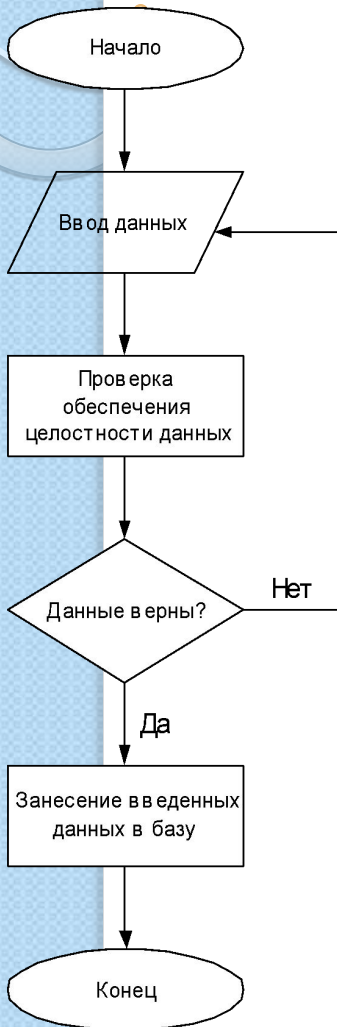 Начало
Ввод данных
Проверка
обеспечения
целостности данных
Данные верны?
Нет
Да
Занесение введенных
данных в базу
Конец